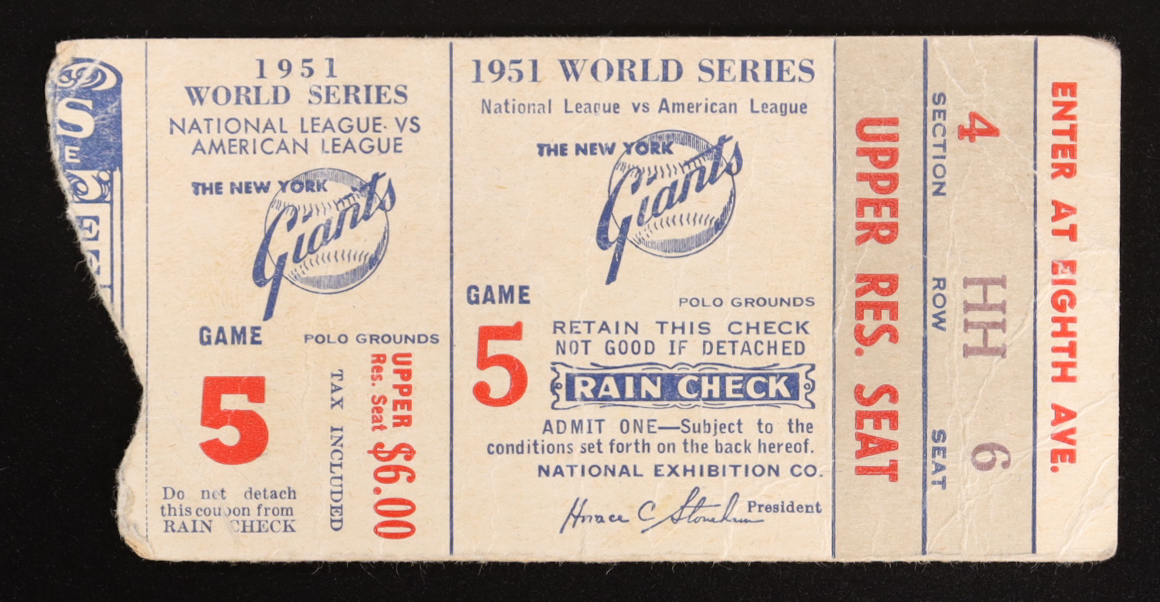 1951
WORLD SERIES
NATIONAL LEAGUE VS
AMERICAN LEAGUE
THE NEW YORK
Giants
GAME
POLO GROUNDS
5
UPPER
Res. Seat $6.00
TAX INCLUDED
Do not detach
this coupon from
RAIN CHECK
1951 WORLD SERIES
National League vs American League
THE NEW YORK
Giants
GAME
POLO GROUNDS
5
RETAIN THIS CHECK
NOT GOOD IF DETACHED
RAIN CHECK
ADMIT ONE—Subject to the
conditions set forth on the back hereof.
NATIONAL EXHIBITION CO.
Horace C Stoneham President
UPPER RES. SEAT
SECTION 4
ROW HH
SEAT 6
ENTER AT EIGHTH AVE.